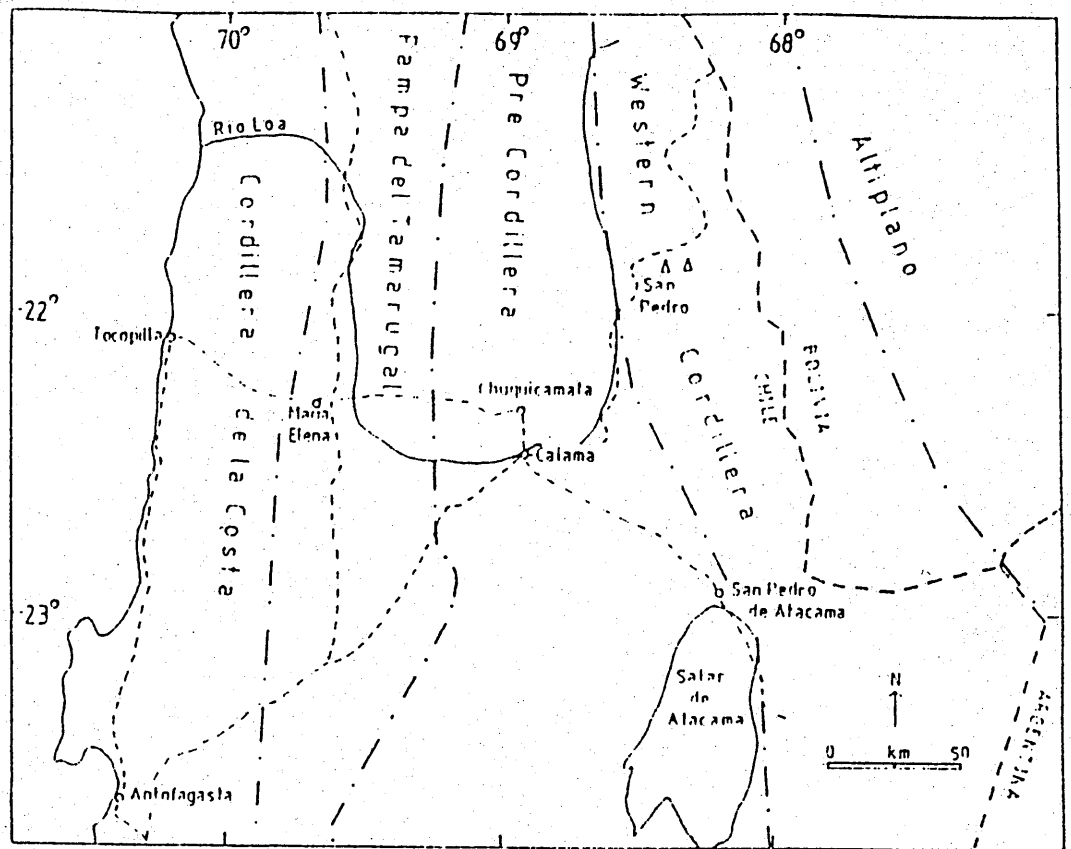 70°
69°
68°
Rio Loa
Cordillera
de la Costa
Pampa del Tamarugal
Pre Cordillera
Western
Cordillera
Altiplano
22°
San
Pedro
Tocopilla
Maria
Elena
Chuquicamata
Calama
CHILE
BOLIVIA
23°
San Pedro
de Atacama
Salar
de
Atacama
N
0 km 50
ARGENTINA
Antofagasta